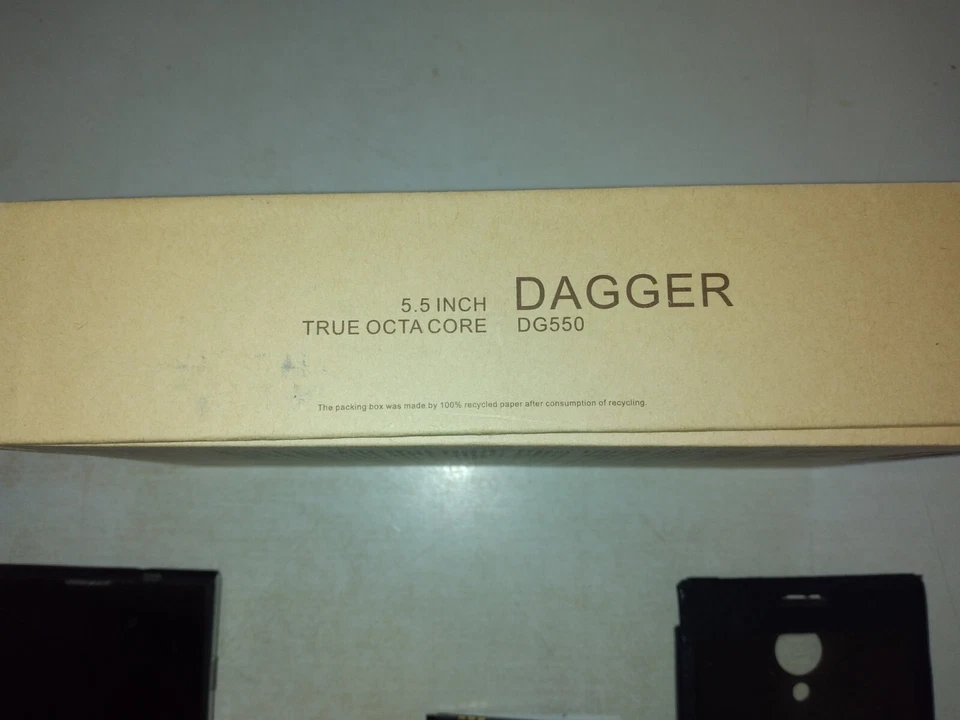 5.5 INCH DAGGER
TRUE OCTA CORE DG550
The packing box was made by 100% recycled paper after consumption of recycling.